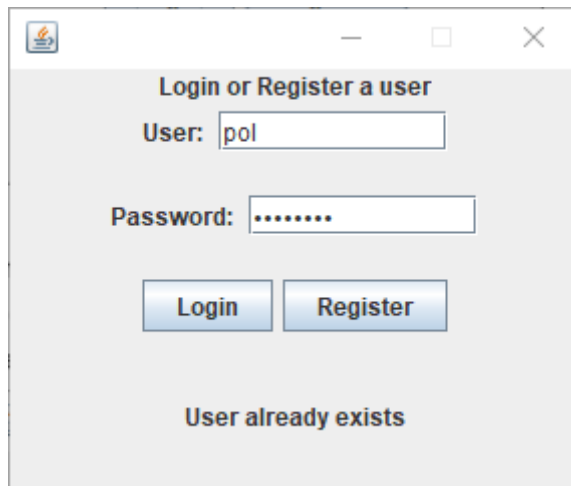 Login or Register a user
User: pol
Password: ••••••••
Login Register
User already exists